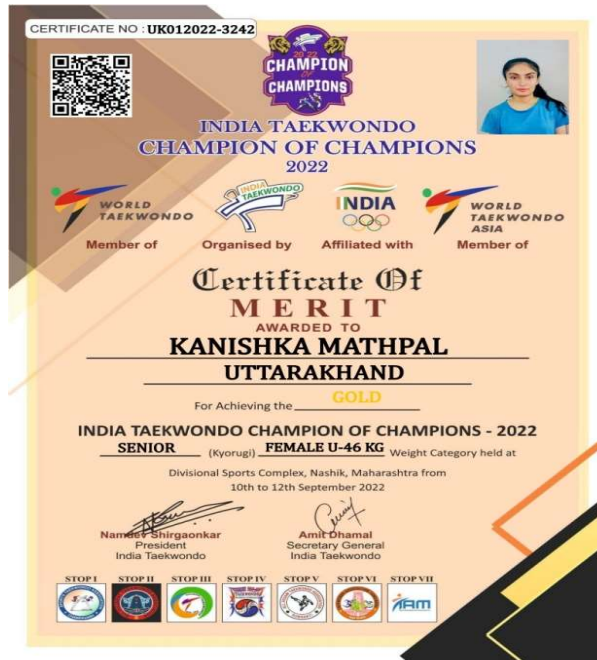 CERTIFICATE NO : UK012022-3242
2022
CHAMPION
OF
CHAMPIONS
INDIA TAEKWONDO
CHAMPION OF CHAMPIONS
2022
WORLD
TAEKWONDO
INDIA
TAEKWONDO
INDIA
WORLD
TAEKWONDO
ASIA
Member of Organised by Affiliated with Member of
Certificate Of
MERIT
AWARDED TO
KANISHKA MATHPAL
UTTARAKHAND
For Achieving the GOLD
INDIA TAEKWONDO CHAMPION OF CHAMPIONS - 2022
SENIOR (Kyorugi) FEMALE U-46 KG Weight Category held at
Divisional Sports Complex, Nashik, Maharashtra from
10th to 12th September 2022
Namdev Shirgaonkar
President
India Taekwondo
Amit Dhamal
Secretary General
India Taekwondo
STOP I STOP II STOP III STOP IV STOP V STOP VI STOP VII